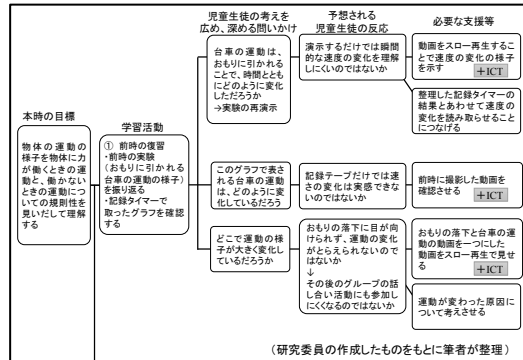 児童生徒の考えを
広め、深める問いかけ
予想される
児童生徒の反応
必要な支援等
本時の目標
学習活動
物体の運動の
様子を物体に力
が働くときの運
動と、働かない
ときの運動につ
いての規則性を
見いだして理解
する
① 前時の復習
・前時の実験
(おもりに引かれる
台車の運動の様子)
を振り返る
・記録タイマーで
取ったグラフを確認
する
台車の運動は、
おもりに引かれる
ことで、時間ととも
にどのように変化
しただろうか
→実験の再演示
演示するだけでは瞬間
的な速度の変化を理解
しにくいのではないか
動画をスロー再生するこ
とで速度の変化の様子
を示す
+ICT
整理した記録タイマーの
結果とあわせて速度の
変化を読み取らせること
につなげる
このグラフで表さ
れる台車の運動
は、どのように変
化しているだろう
記録テープだけでは速
さの変化は実感できな
いのではないか
前時に撮影した動画を
確認させる
+ICT
どこで運動の様
子が大きく変化し
ているだろうか
おもりの落下に目が向
けられず、運動の変化
がとらえられないのでは
ないか
↓
その後のグループの話
し合い活動にも参加し
にくくなるのではないか
おもりの落下と台車の運
動の動画を一つにした
動画をスロー再生で見せ
る
+ICT
運動が変わった原因に
ついて考えさせる
(研究委員の作成したものをもとに筆者が整理)